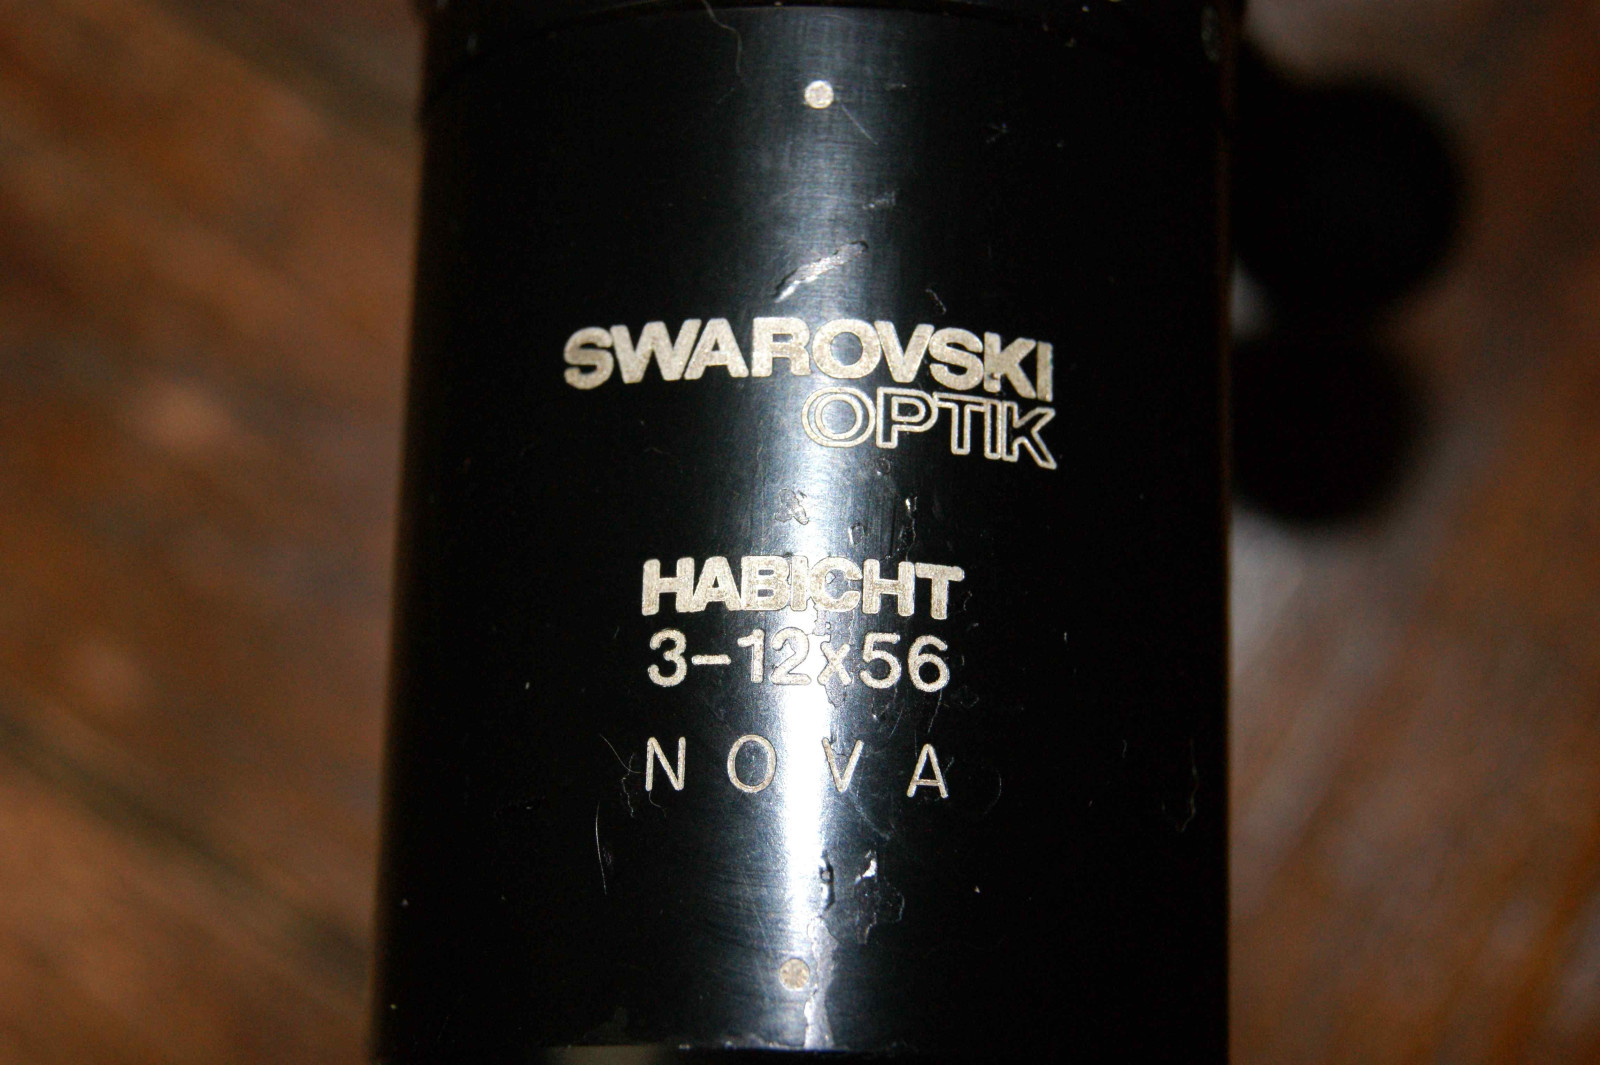 SWAROVSKI
OPTIK
HABICHT
3-12x56
NOVA